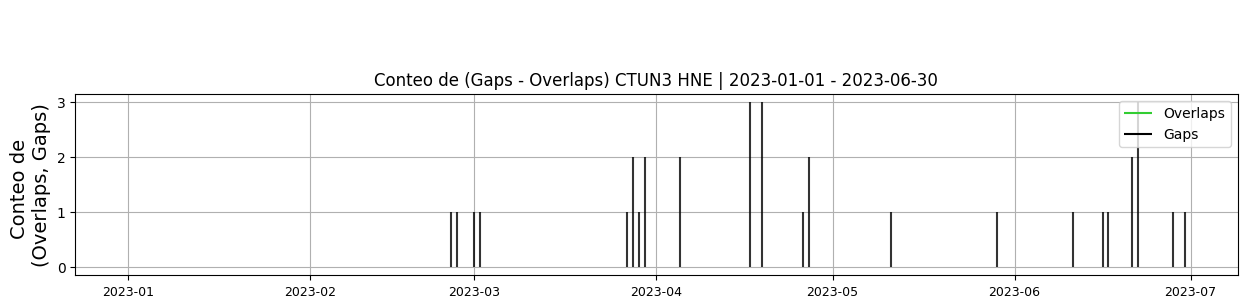 Conteo de (Gaps - Overlaps) CTUN3 HNE | 2023-01-01 - 2023-06-30
Conteo de
(Overlaps, Gaps)
3
2
1
0
Overlaps
Gaps
2023-01 2023-02 2023-03 2023-04 2023-05 2023-06 2023-07